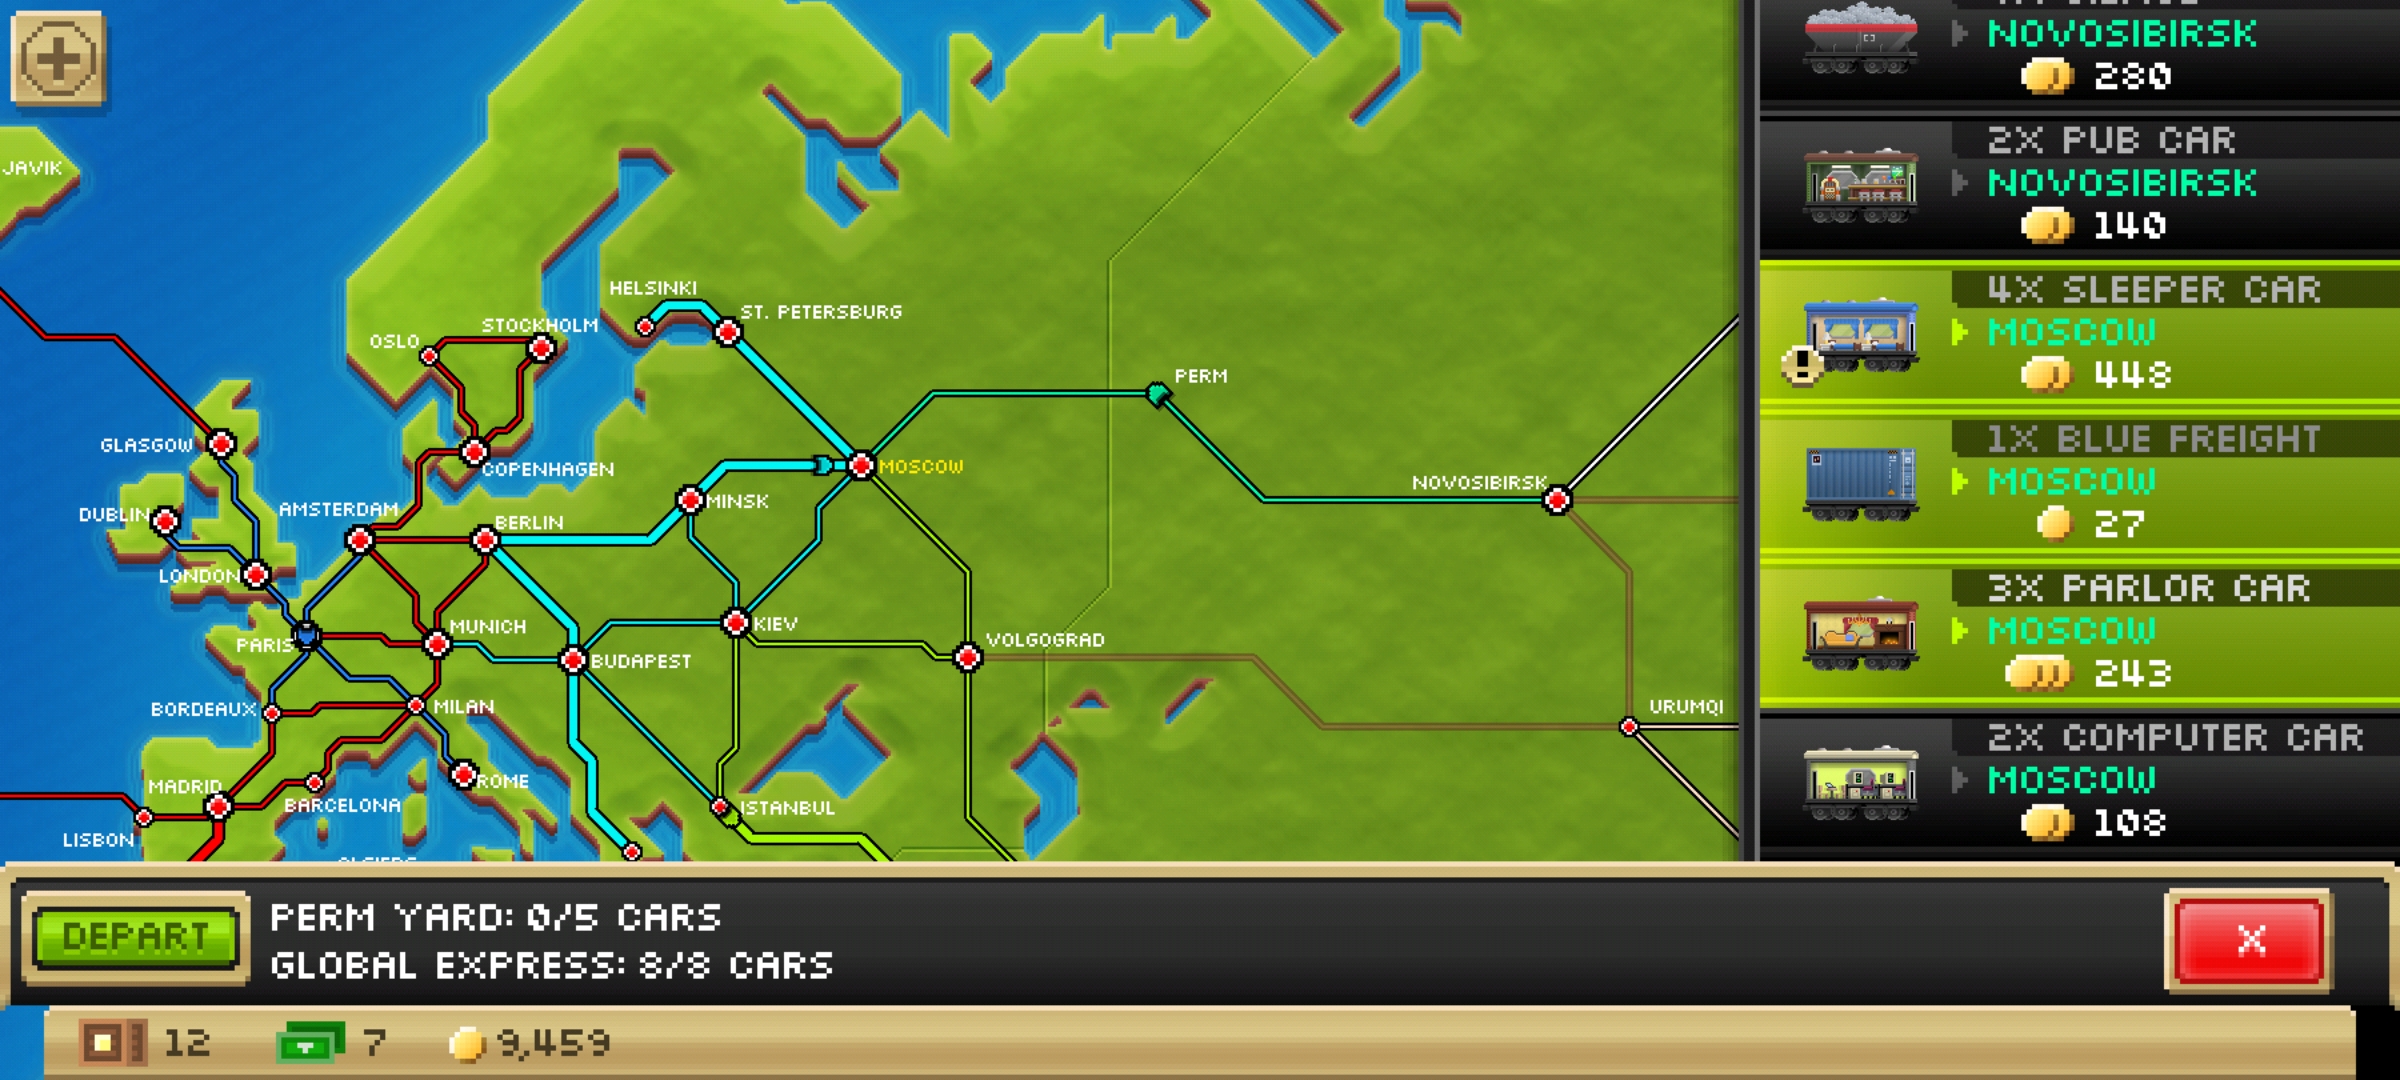 JAVIK
HELSINKI
ST. PETERSBURG
STOCKHOLM
OSLO
PERM
GLASGOW
COPENHAGEN
MOSCOW
NOVOSIBIRSK
MINSK
DUBLIN
AMSTERDAM
BERLIN
LONDON
MUNICH
KIEV
VOLGOGRAD
PARIS
BUDAPEST
BORDEAUX
MILAN
URUMQI
MADRID
ROME
BARCELONA
ISTANBUL
LISBON
NOVOSIBIRSK
280
2X PUB CAR
NOVOSIBIRSK
140
4X SLEEPER CAR
MOSCOW
448
1X BLUE FREIGHT
MOSCOW
27
3X PARLOR CAR
MOSCOW
243
2X COMPUTER CAR
MOSCOW
108
DEPART
PERM YARD: 0/5 CARS
GLOBAL EXPRESS: 8/8 CARS
X
12
7
9,459